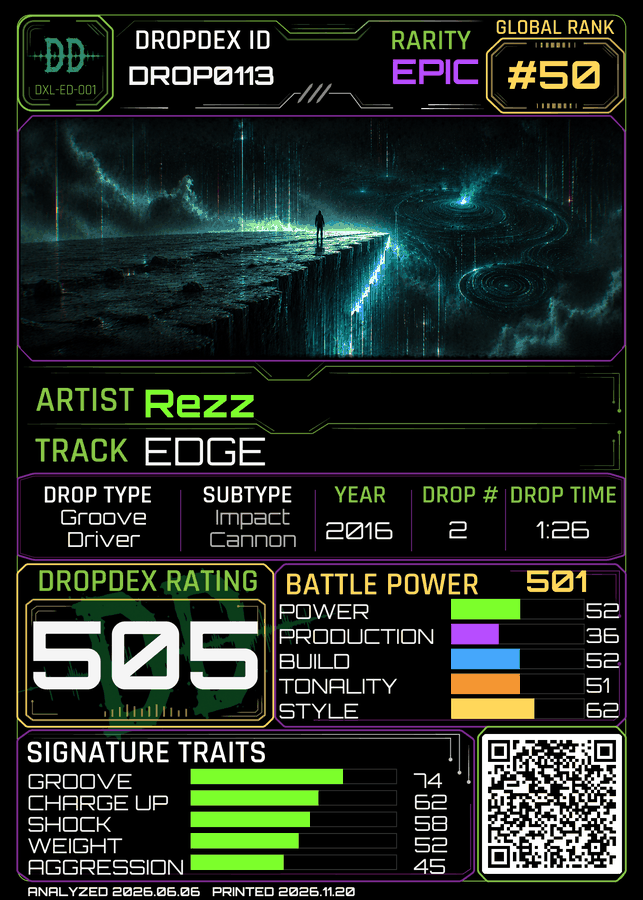 DD
DXL-ED-001
DROPDEX ID
DROP0113
RARITY
EPIC
GLOBAL RANK
#50
ARTIST Rezz
TRACK EDGE
DROP TYPE
Groove
Driver
SUBTYPE
Impact
Cannon
YEAR
2016
DROP #
2
DROP TIME
1:26
DROPDEX RATING
505
BATTLE POWER 501
POWER 52
PRODUCTION 36
BUILD 52
TONALITY 51
STYLE 62
SIGNATURE TRAITS
GROOVE 74
CHARGE UP 62
SHOCK 58
WEIGHT 52
AGGRESSION 45
ANALYZED 2026.06.06 PRINTED 2026.11.20